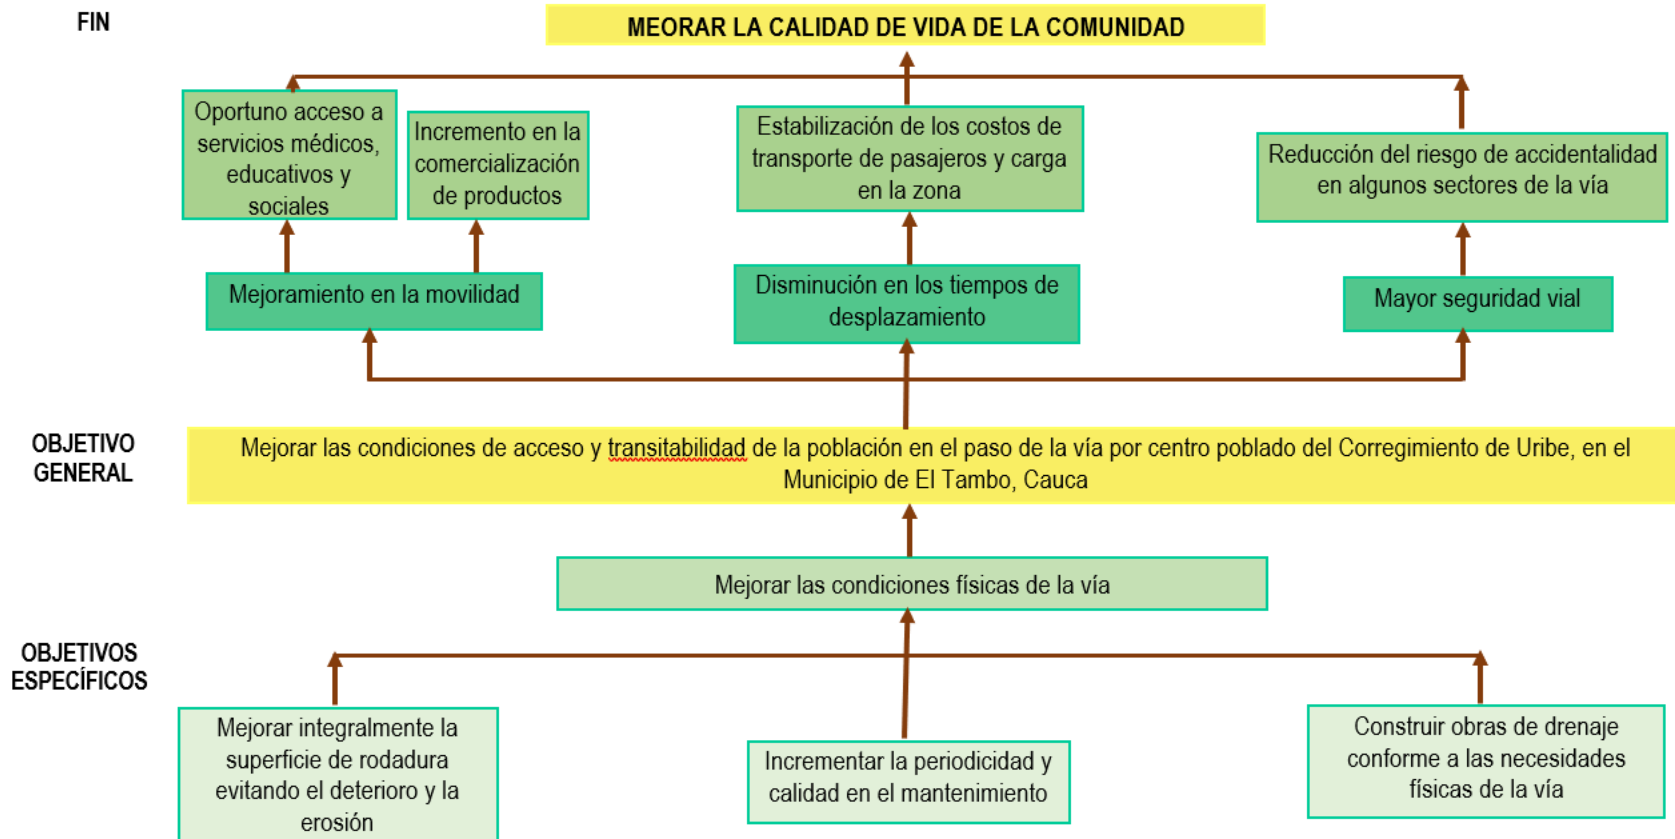 FIN
MEORAR LA CALIDAD DE VIDA DE LA COMUNIDAD
Oportuno acceso a
servicios médicos,
educativos y
sociales
Incremento en la
comercialización
de productos
Estabilización de los costos de
transporte de pasajeros y carga
en la zona
Reducción del riesgo de accidentalidad
en algunos sectores de la vía
Mejoramiento en la movilidad
Disminución en los tiempos de
desplazamiento
Mayor seguridad vial
OBJETIVO
GENERAL
Mejorar las condiciones de acceso y transitabilidad de la población en el paso de la vía por centro poblado del Corregimiento de Uribe, en el
Municipio de El Tambo, Cauca
Mejorar las condiciones físicas de la vía
OBJETIVOS
ESPECÍFICOS
Mejorar integralmente la
superficie de rodadura
evitando el deterioro y la
erosión
Incrementar la periodicidad y
calidad en el mantenimiento
Construir obras de drenaje
conforme a las necesidades
físicas de la vía